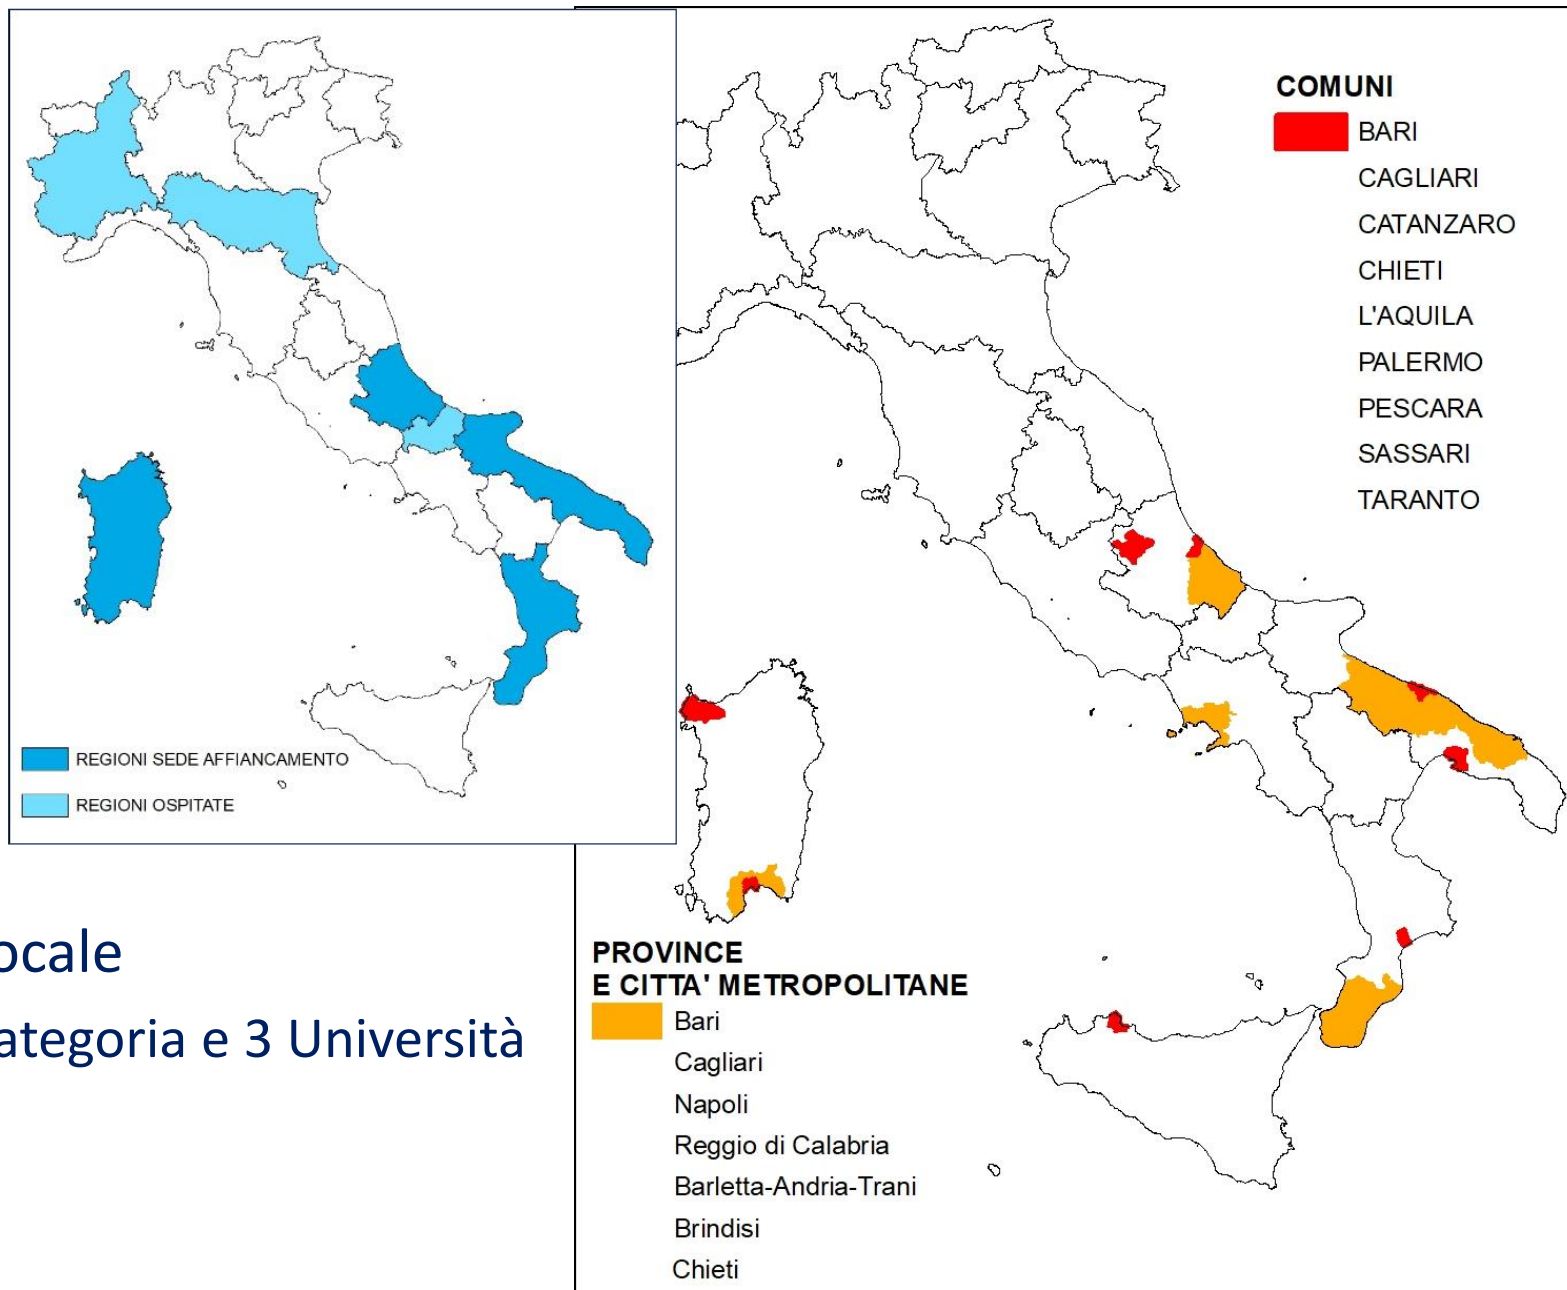 REGIONI SEDE AFFIANCAMENTO
REGIONI OSPITATE
COMUNI
BARI
CAGLIARI
CATANZARO
CHIETI
L'AQUILA
PALERMO
PESCARA
SASSARI
TARANTO
ocale
ategoria e 3 Università
PROVINCE
E CITTA' METROPOLITANE
Bari
Cagliari
Napoli
Reggio di Calabria
Barletta-Andria-Trani
Brindisi
Chieti